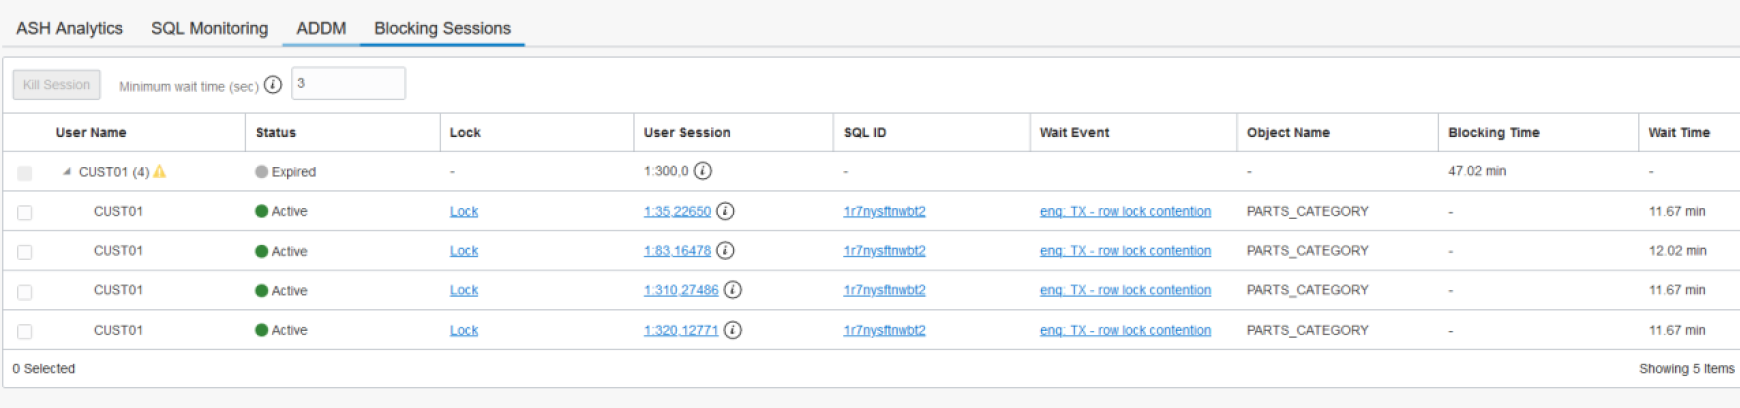 ASH Analytics SQL Monitoring ADDM Blocking Sessions
Kill Session Minimum wait time (sec) i 3
User Name Status Lock User Session SQL ID Wait Event Object Name Blocking Time Wait Time
CUST01 (4) Expired - 1:300,0 i - - 47.02 min -
CUST01 Active Lock 1:35,22650 i 1r7nysftnwbt2 enq: TX - row lock contention PARTS_CATEGORY - 11.67 min
CUST01 Active Lock 1:83,16478 i 1r7nysftnwbt2 enq: TX - row lock contention PARTS_CATEGORY - 12.02 min
CUST01 Active Lock 1:310,27486 i 1r7nysftnwbt2 enq: TX - row lock contention PARTS_CATEGORY - 11.67 min
CUST01 Active Lock 1:320,12771 i 1r7nysftnwbt2 enq: TX - row lock contention PARTS_CATEGORY - 11.67 min
0 Selected Showing 5 Items